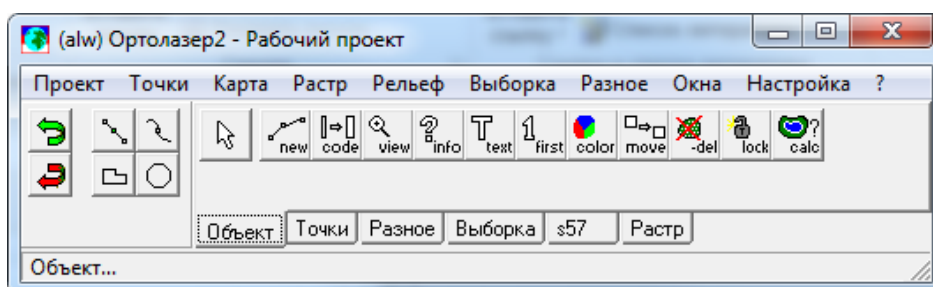 (alw) Ортолазер2 - Рабочий проект
Проект Точки Карта Растр Рельеф Выборка Разное Окна Настройка ?
new code view info text first color move -del lock calc
Объект Точки Разное Выборка s57 Растр
Объект...